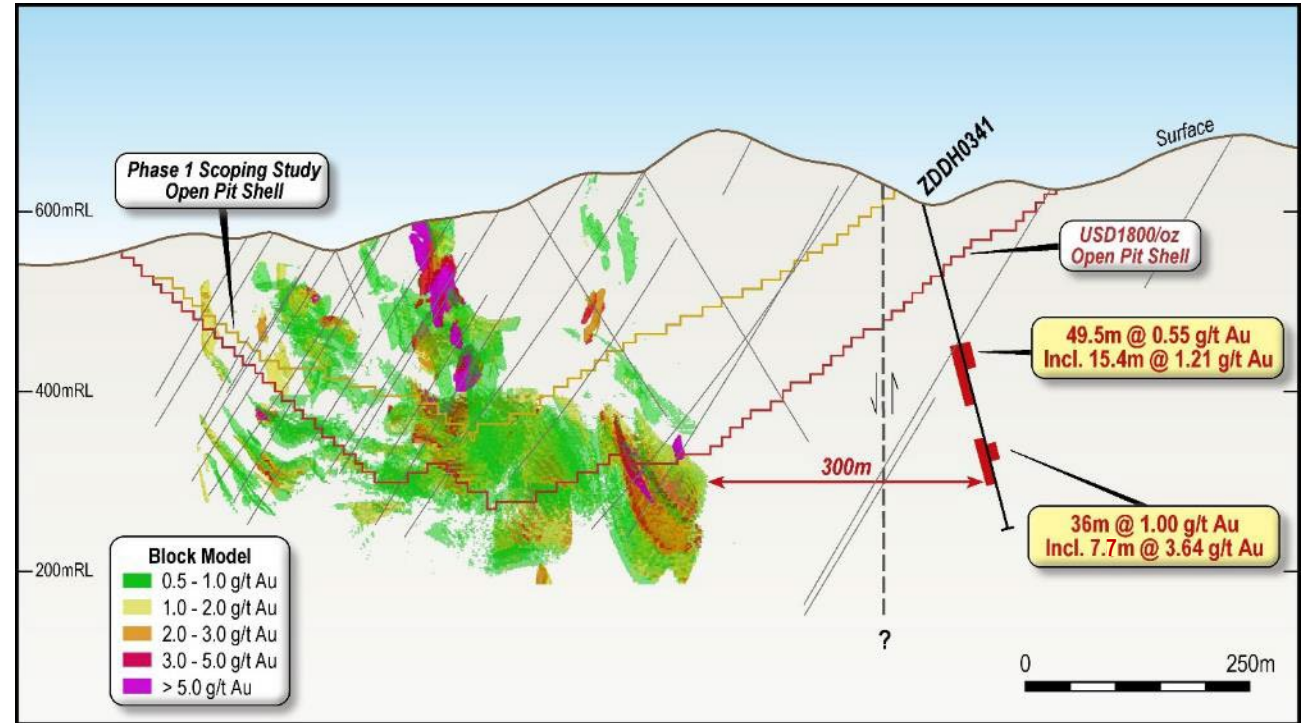 Phase 1 Scoping Study
Open Pit Shell
ZDDH0341
Surface
600mRL
USD1800/oz
Open Pit Shell
49.5m @ 0.55 g/t Au
Incl. 15.4m @ 1.21 g/t Au
400mRL
300m
36m @ 1.00 g/t Au
Incl. 7.7m @ 3.64 g/t Au
200mRL
Block Model
0.5 - 1.0 g/t Au
1.0 - 2.0 g/t Au
2.0 - 3.0 g/t Au
3.0 - 5.0 g/t Au
> 5.0 g/t Au
?
0 250m